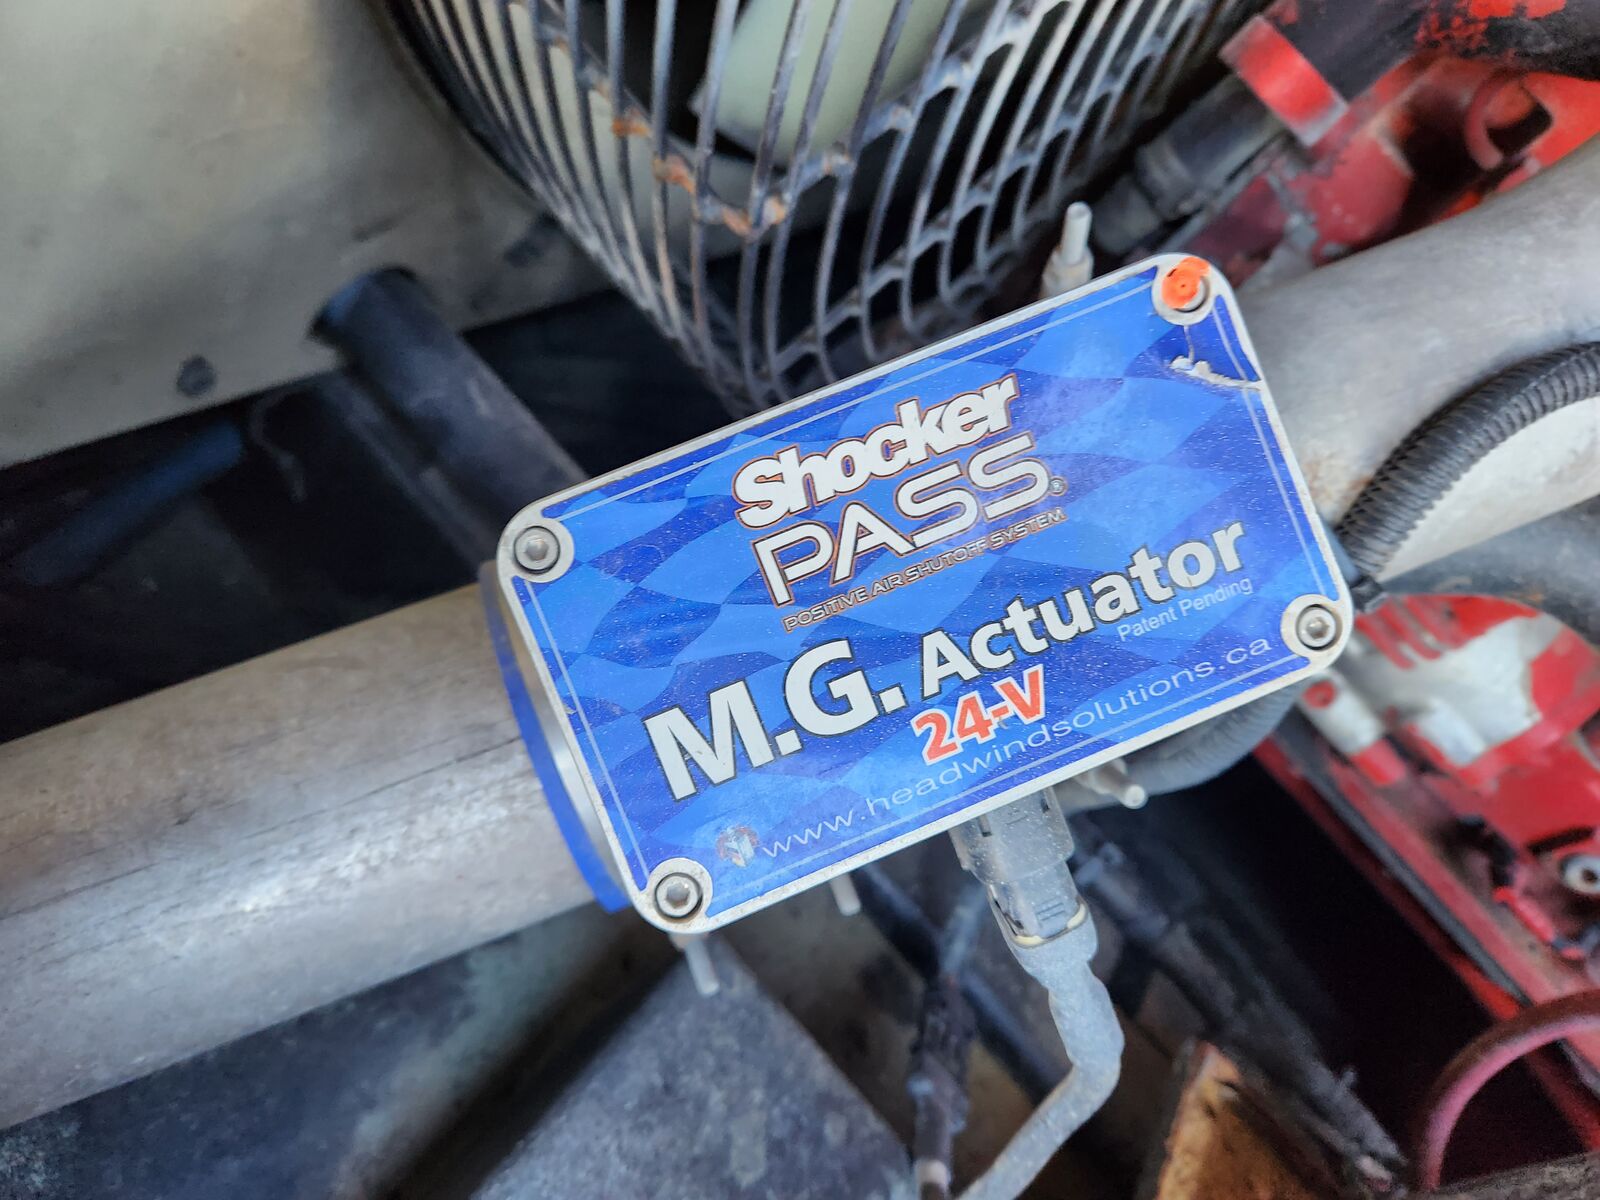 Shocker
PASS®
POSITIVE AIR SHUTOFF SYSTEM
M.G. Actuator
Patent Pending
24-V
www.headwindsolutions.ca